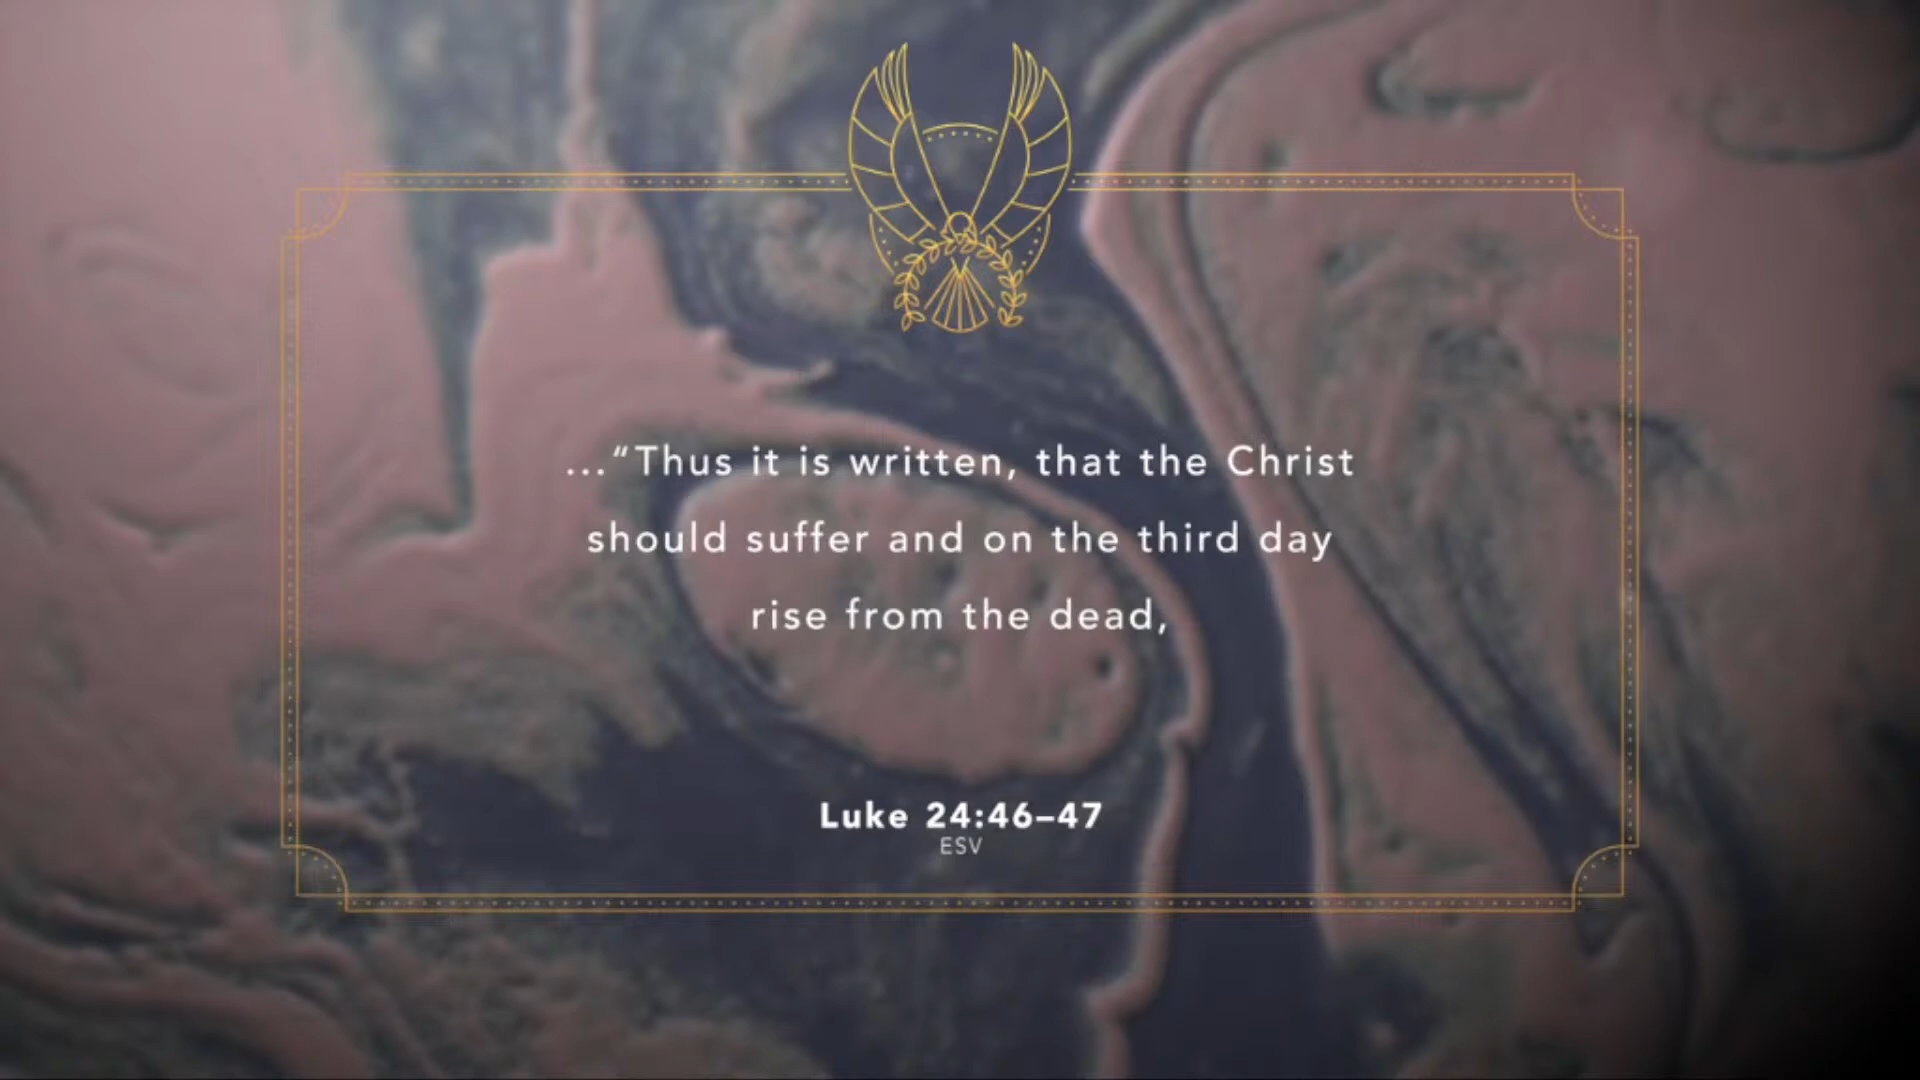 …“Thus it is written, that the Christ
should suffer and on the third day
rise from the dead,
Luke 24:46–47
ESV